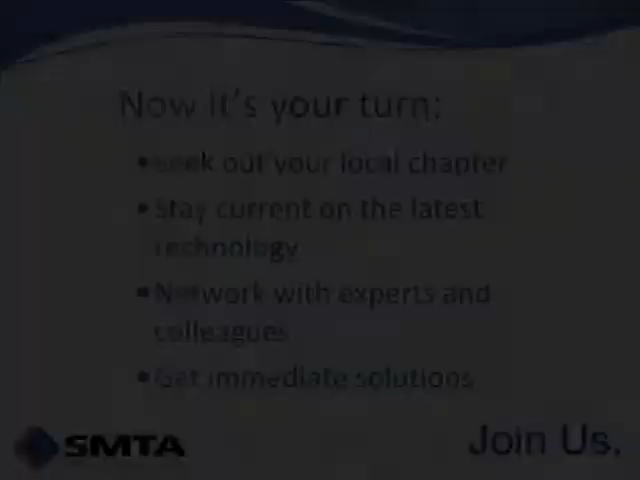 Now it's your turn:
•Seek out your local chapter
•Stay current on the latest
technology
•Network with experts and
colleagues
•Get immediate solutions
SMTA
Join Us.